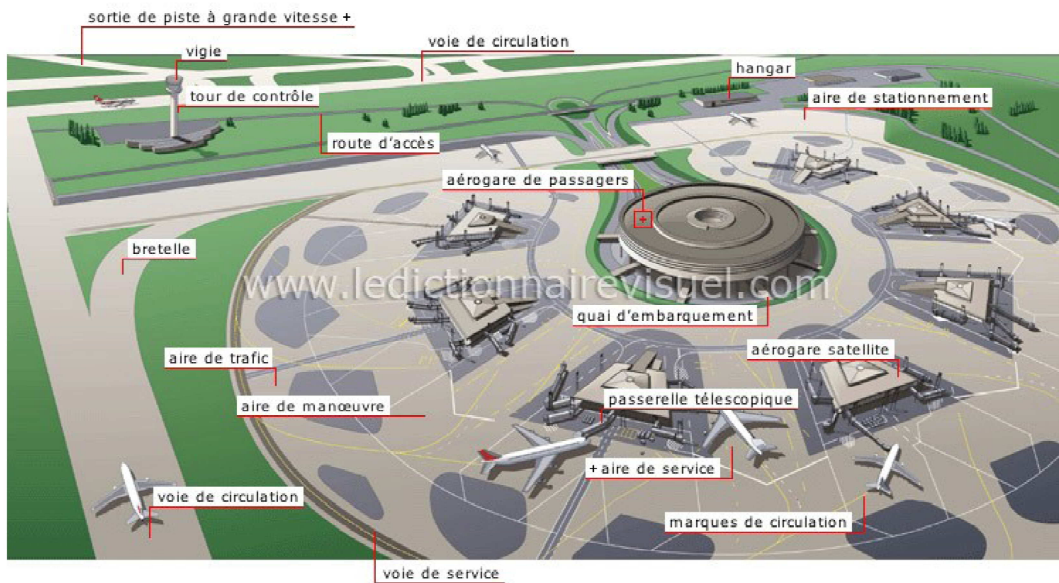 sortie de piste à grande vitesse +
voie de circulation
vigie
hangar
tour de contrôle
aire de stationnement
route d'accès
aérogare de passagers
+
bretelle
www.ledictionnairevisuel.com
quai d'embarquement
aire de trafic
aérogare satellite
passerelle télescopique
aire de manœuvre
+ aire de service
voie de circulation
marques de circulation
voie de service